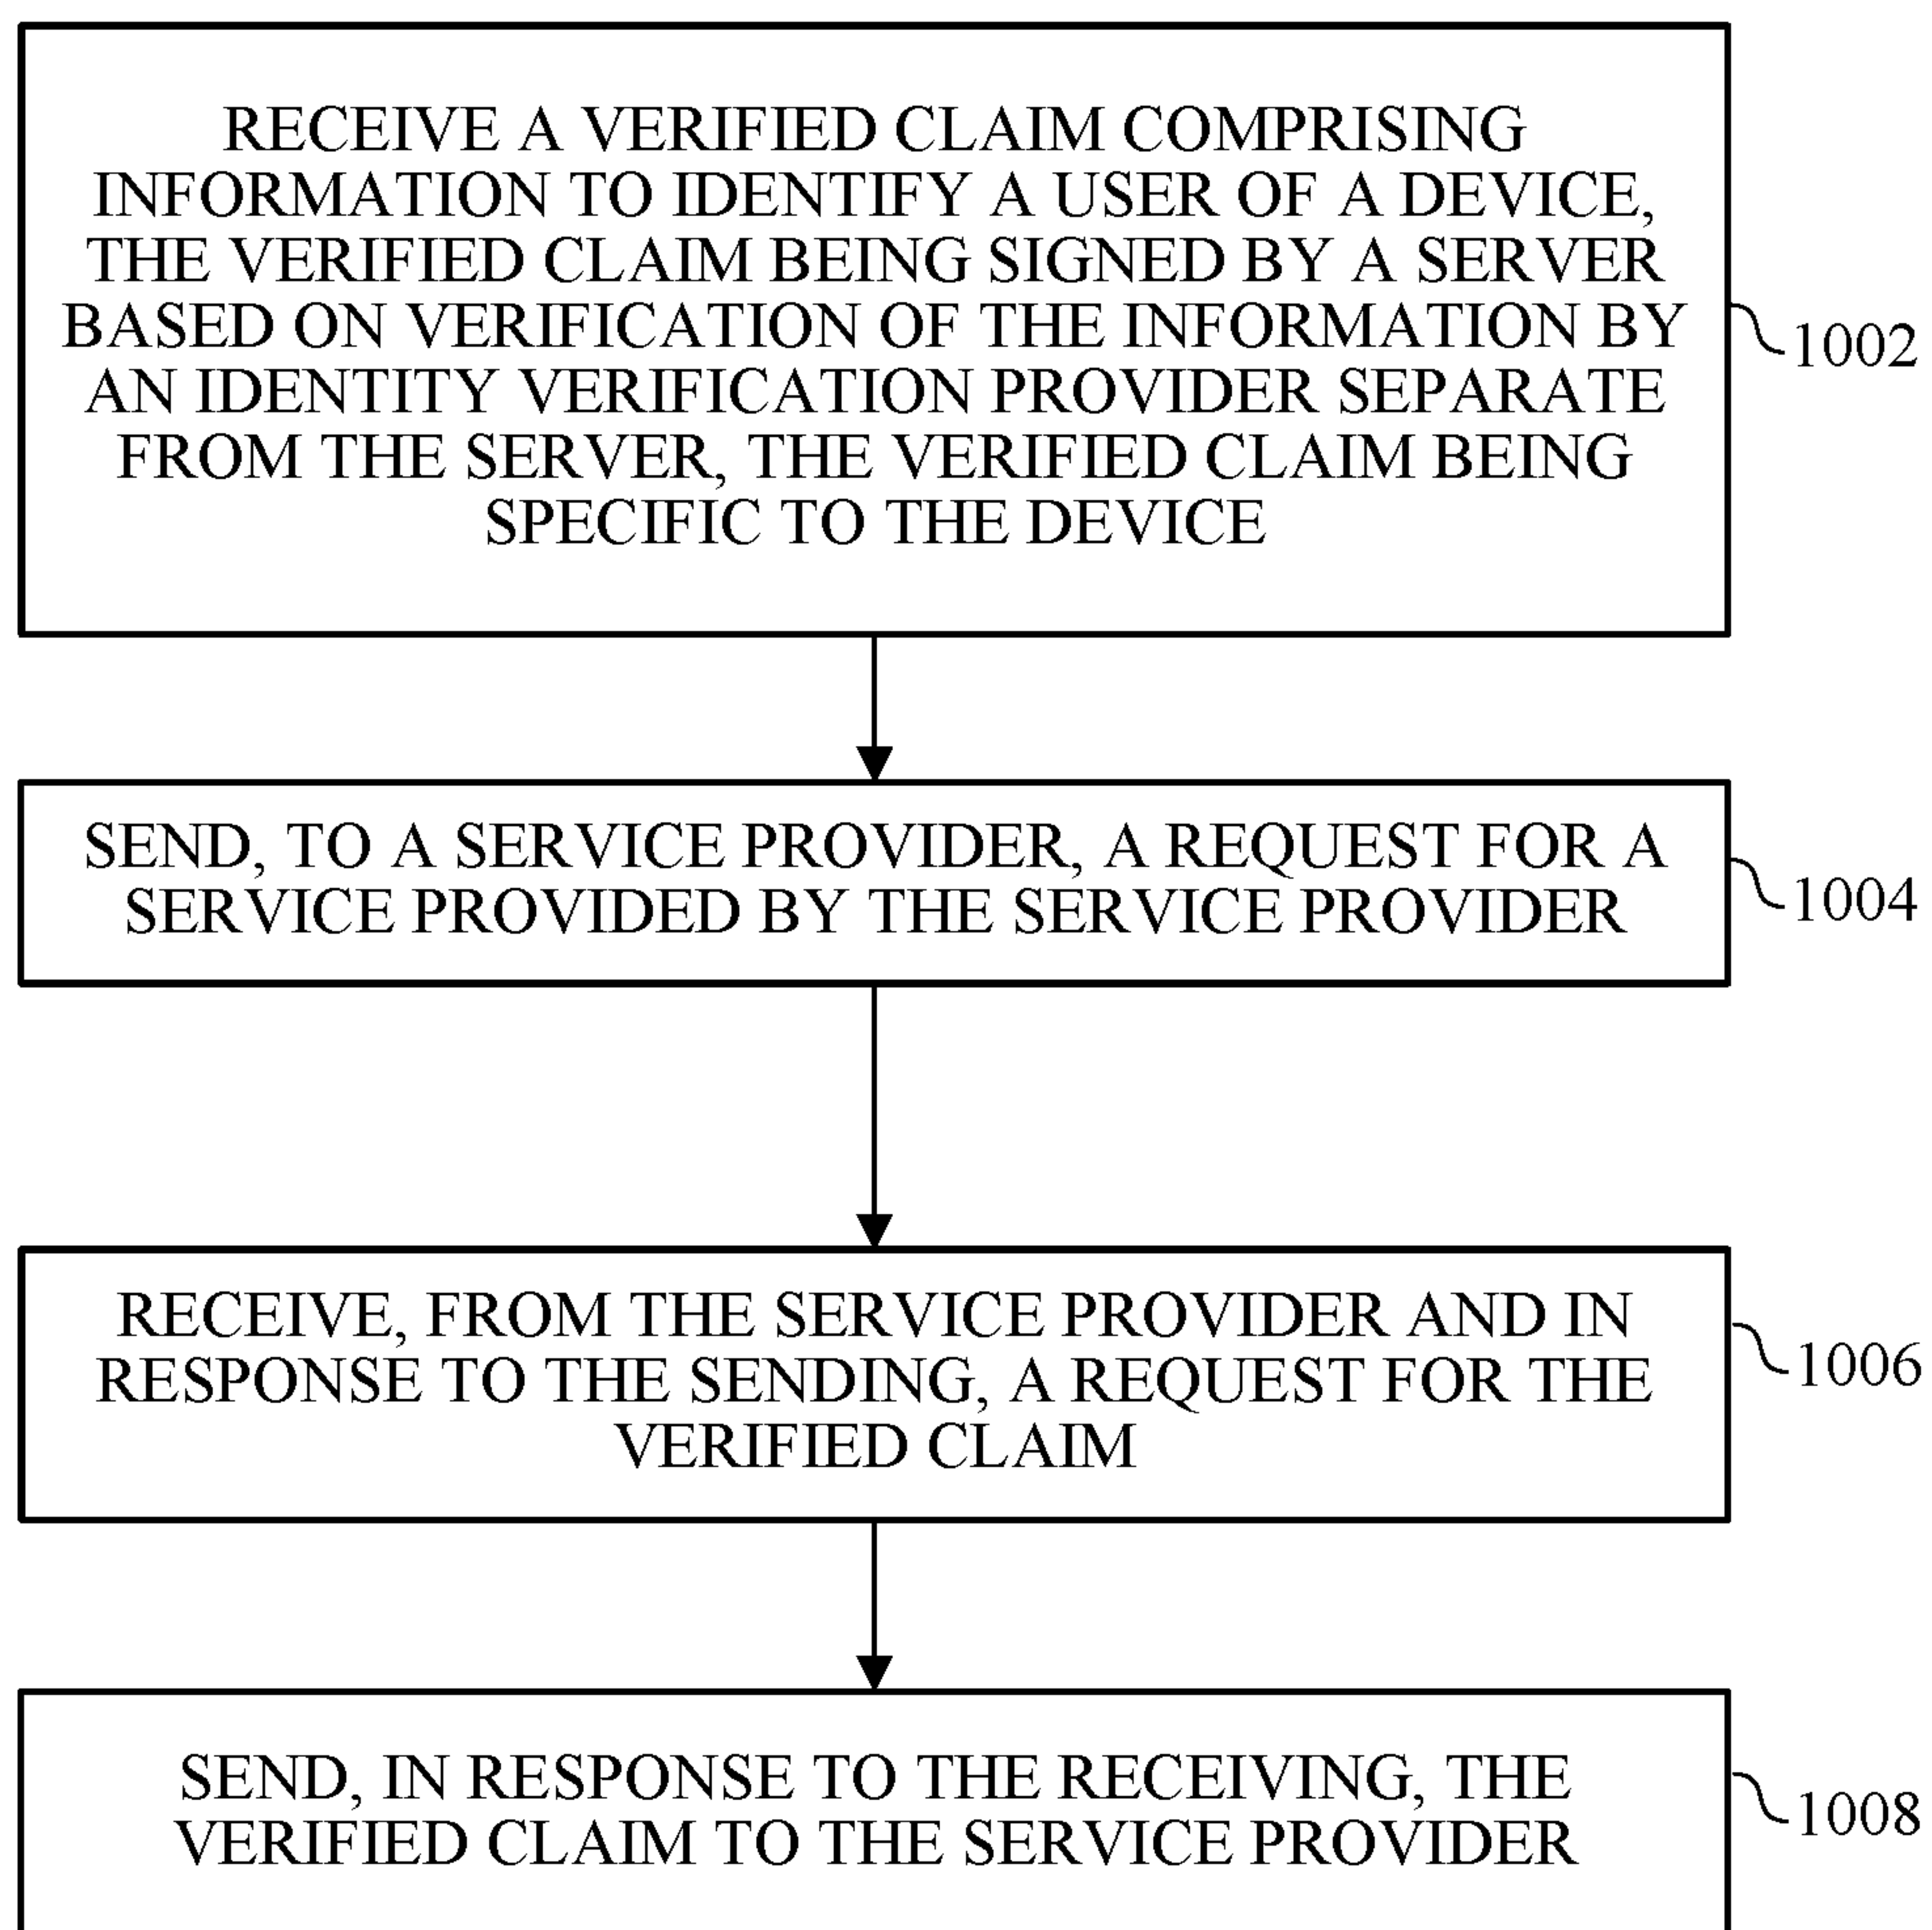 RECEIVE A VERIFIED CLAIM COMPRISING
INFORMATION TO IDENTIFY A USER OF A DEVICE,
THE VERIFIED CLAIM BEING SIGNED BY A SERVER
BASED ON VERIFICATION OF THE INFORMATION BY
AN IDENTITY VERIFICATION PROVIDER SEPARATE
FROM THE SERVER, THE VERIFIED CLAIM BEING
SPECIFIC TO THE DEVICE
1002
SEND, TO A SERVICE PROVIDER, A REQUEST FOR A
SERVICE PROVIDED BY THE SERVICE PROVIDER
1004
RECEIVE, FROM THE SERVICE PROVIDER AND IN
RESPONSE TO THE SENDING, A REQUEST FOR THE
VERIFIED CLAIM
1006
SEND, IN RESPONSE TO THE RECEIVING, THE
VERIFIED CLAIM TO THE SERVICE PROVIDER
1008